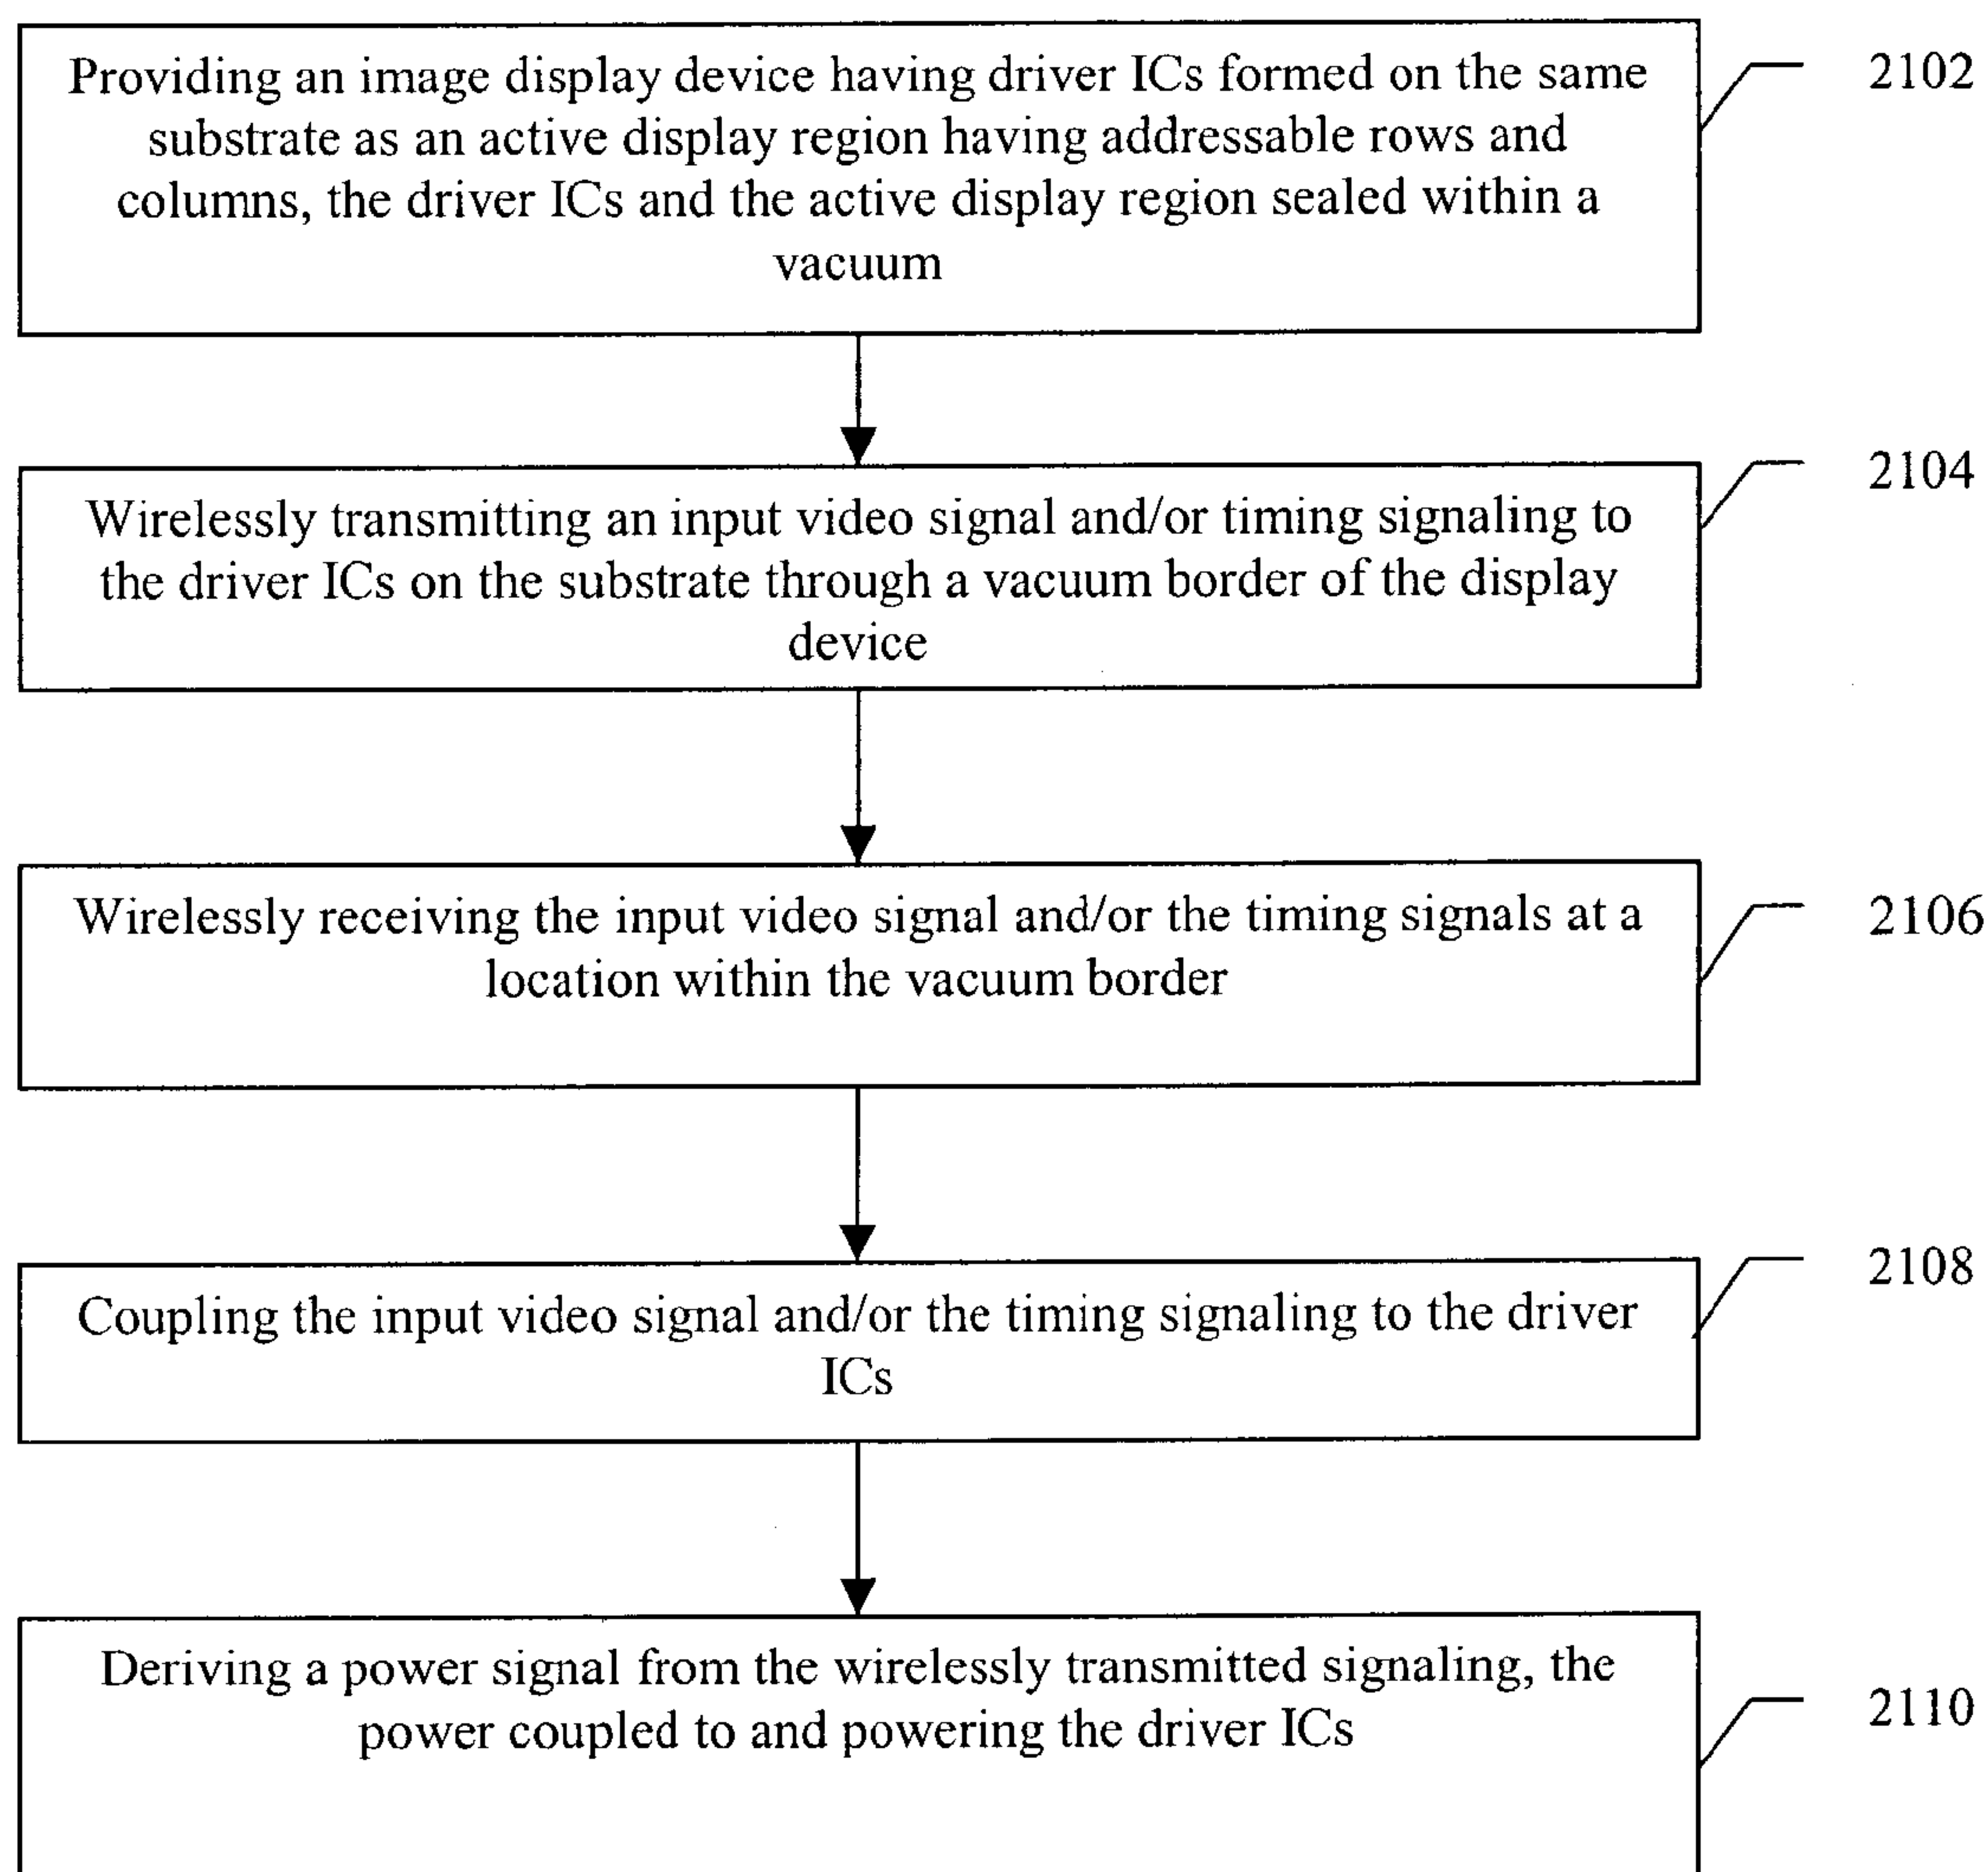 Providing an image display device having driver ICs formed on the same
substrate as an active display region having addressable rows and
columns, the driver ICs and the active display region sealed within a
vacuum
2102
Wirelessly transmitting an input video signal and/or timing signaling to
the driver ICs on the substrate through a vacuum border of the display
device
2104
Wirelessly receiving the input video signal and/or the timing signals at a
location within the vacuum border
2106
Coupling the input video signal and/or the timing signaling to the driver
ICs
2108
Deriving a power signal from the wirelessly transmitted signaling, the
power coupled to and powering the driver ICs
2110